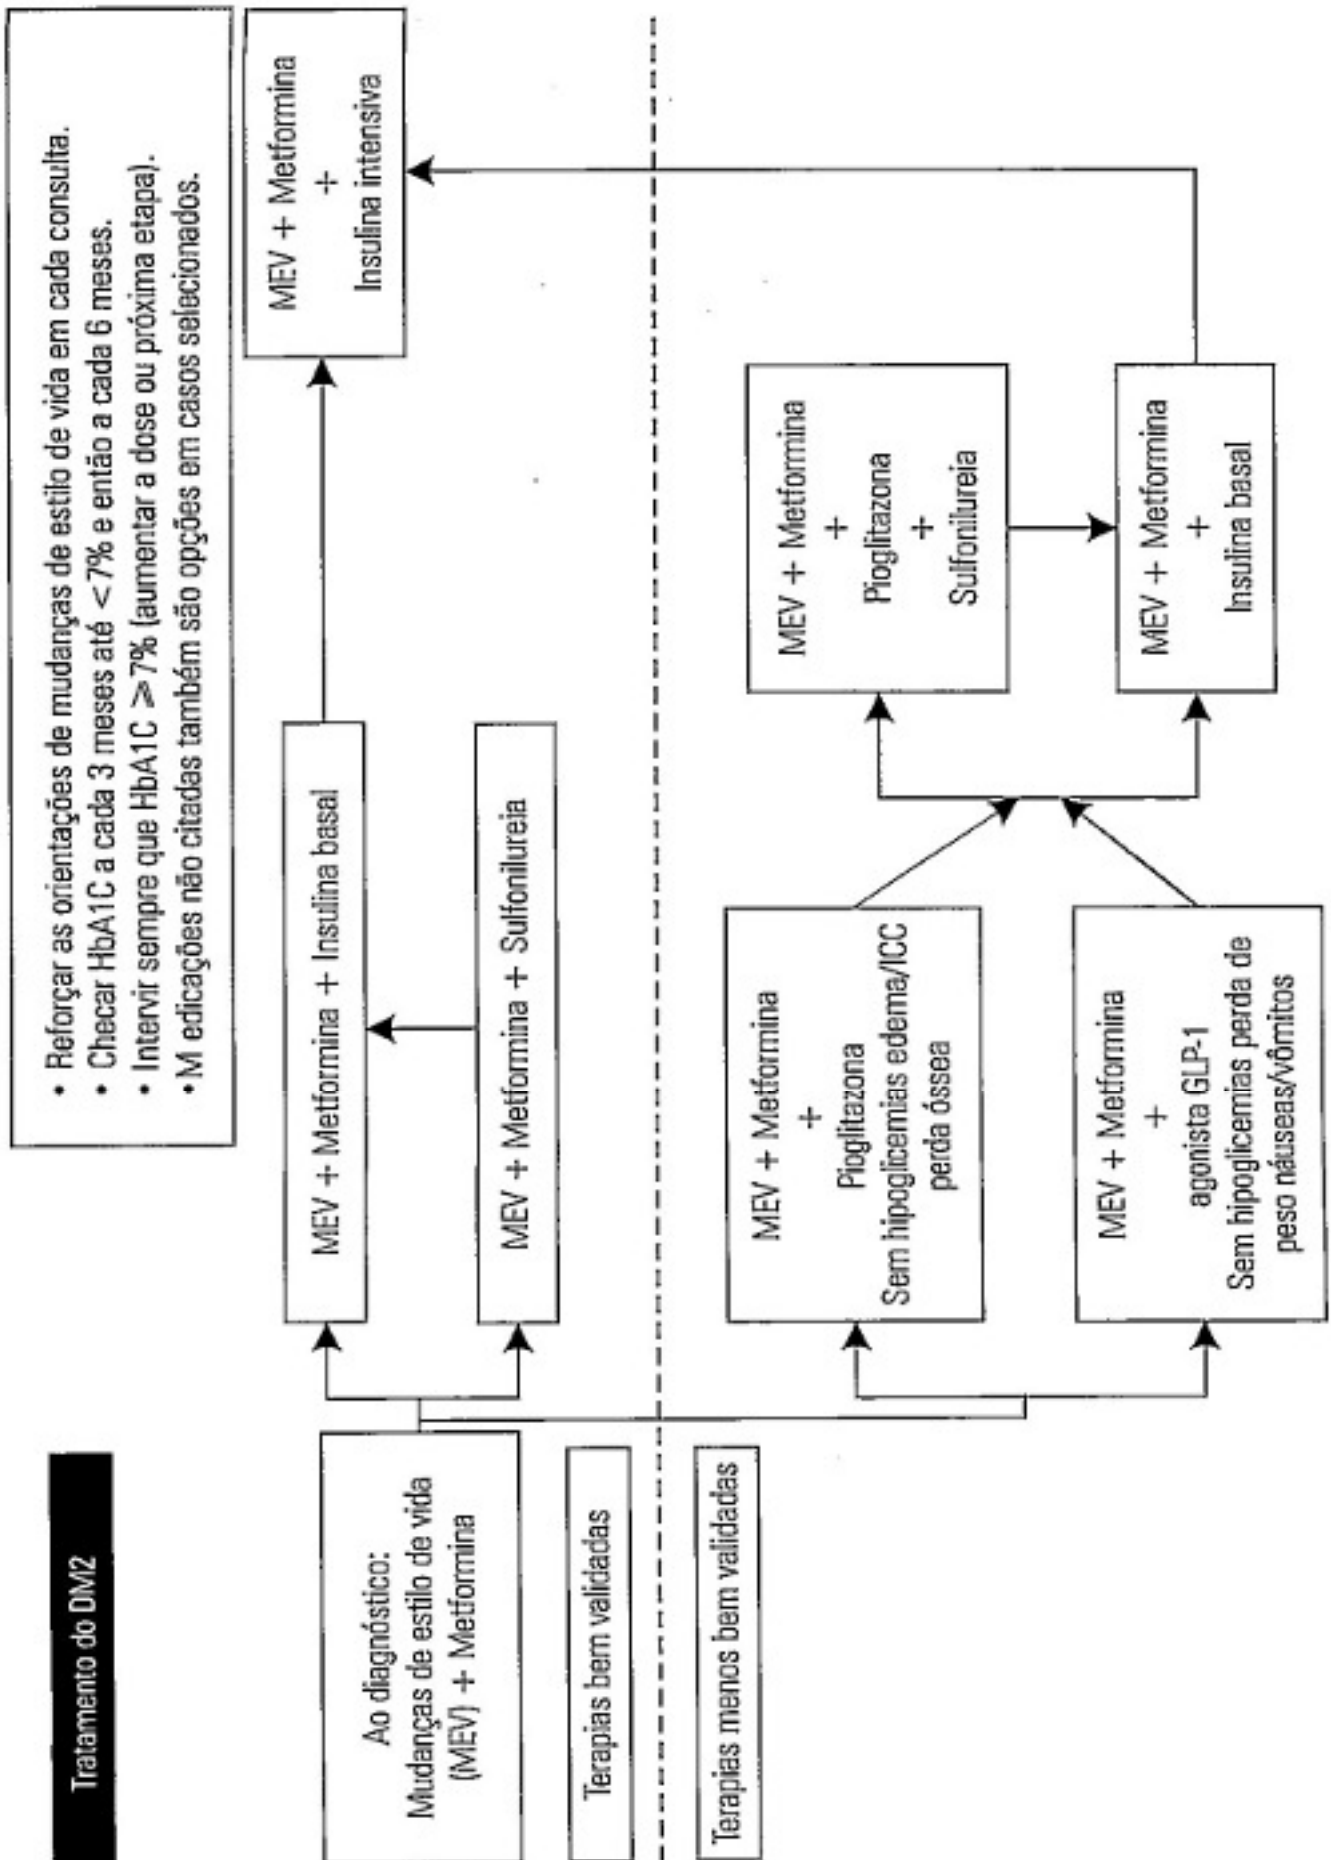 Tratamento do DM2
• Reforçar as orientações de mudanças de estilo de vida em cada consulta.
• Checar HbA1C a cada 3 meses até <7% e então a cada 6 meses.
• Intervir sempre que HbA1C ⩾7% (aumentar a dose ou próxima etapa).
• M edicações não citadas também são opções em casos selecionados.
Ao diagnóstico:
Mudanças de estilo de vida
(MEV) + Metformina
MEV + Metformina + Insulina basal
MEV + Metformina + Sulfonilureia
MEV + Metformina
+
Insulina intensiva
Terapias bem validadas
Terapias menos bem validadas
MEV + Metformina
+
Pioglitazona
Sem hipoglicemias edema/ICC
perda óssea
MEV + Metformina
+
agonista GLP-1
Sem hipoglicemias perda de
peso náuseas/vômitos
MEV + Metformina
+
Pioglitazona
+
Sulfonilureia
MEV + Metformina
+
Insulina basal